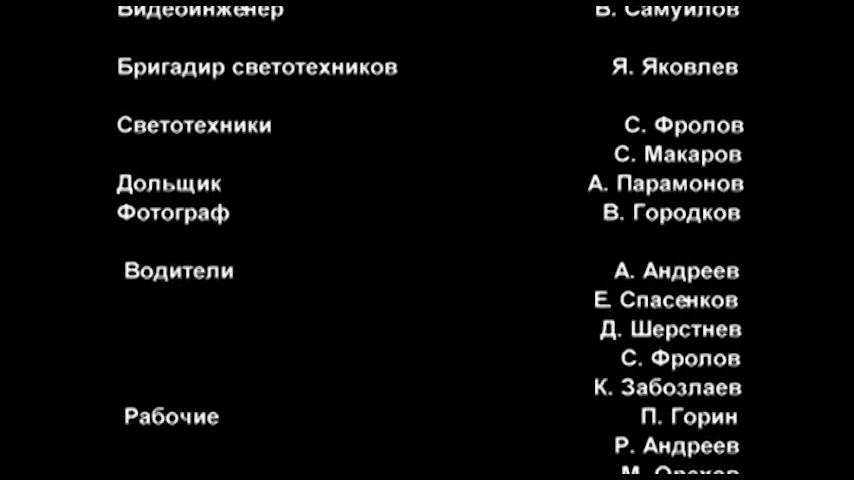 Видеоинженер В. Самуилов
Бригадир светотехников Я. Яковлев
Светотехники С. Фролов
С. Макаров
Дольщик А. Парамонов
Фотограф В. Городков
Водители А. Андреев
Е. Спасенков
Д. Шерстнев
С. Фролов
К. Забозлаев
Рабочие П. Горин
Р. Андреев
М. Орехов